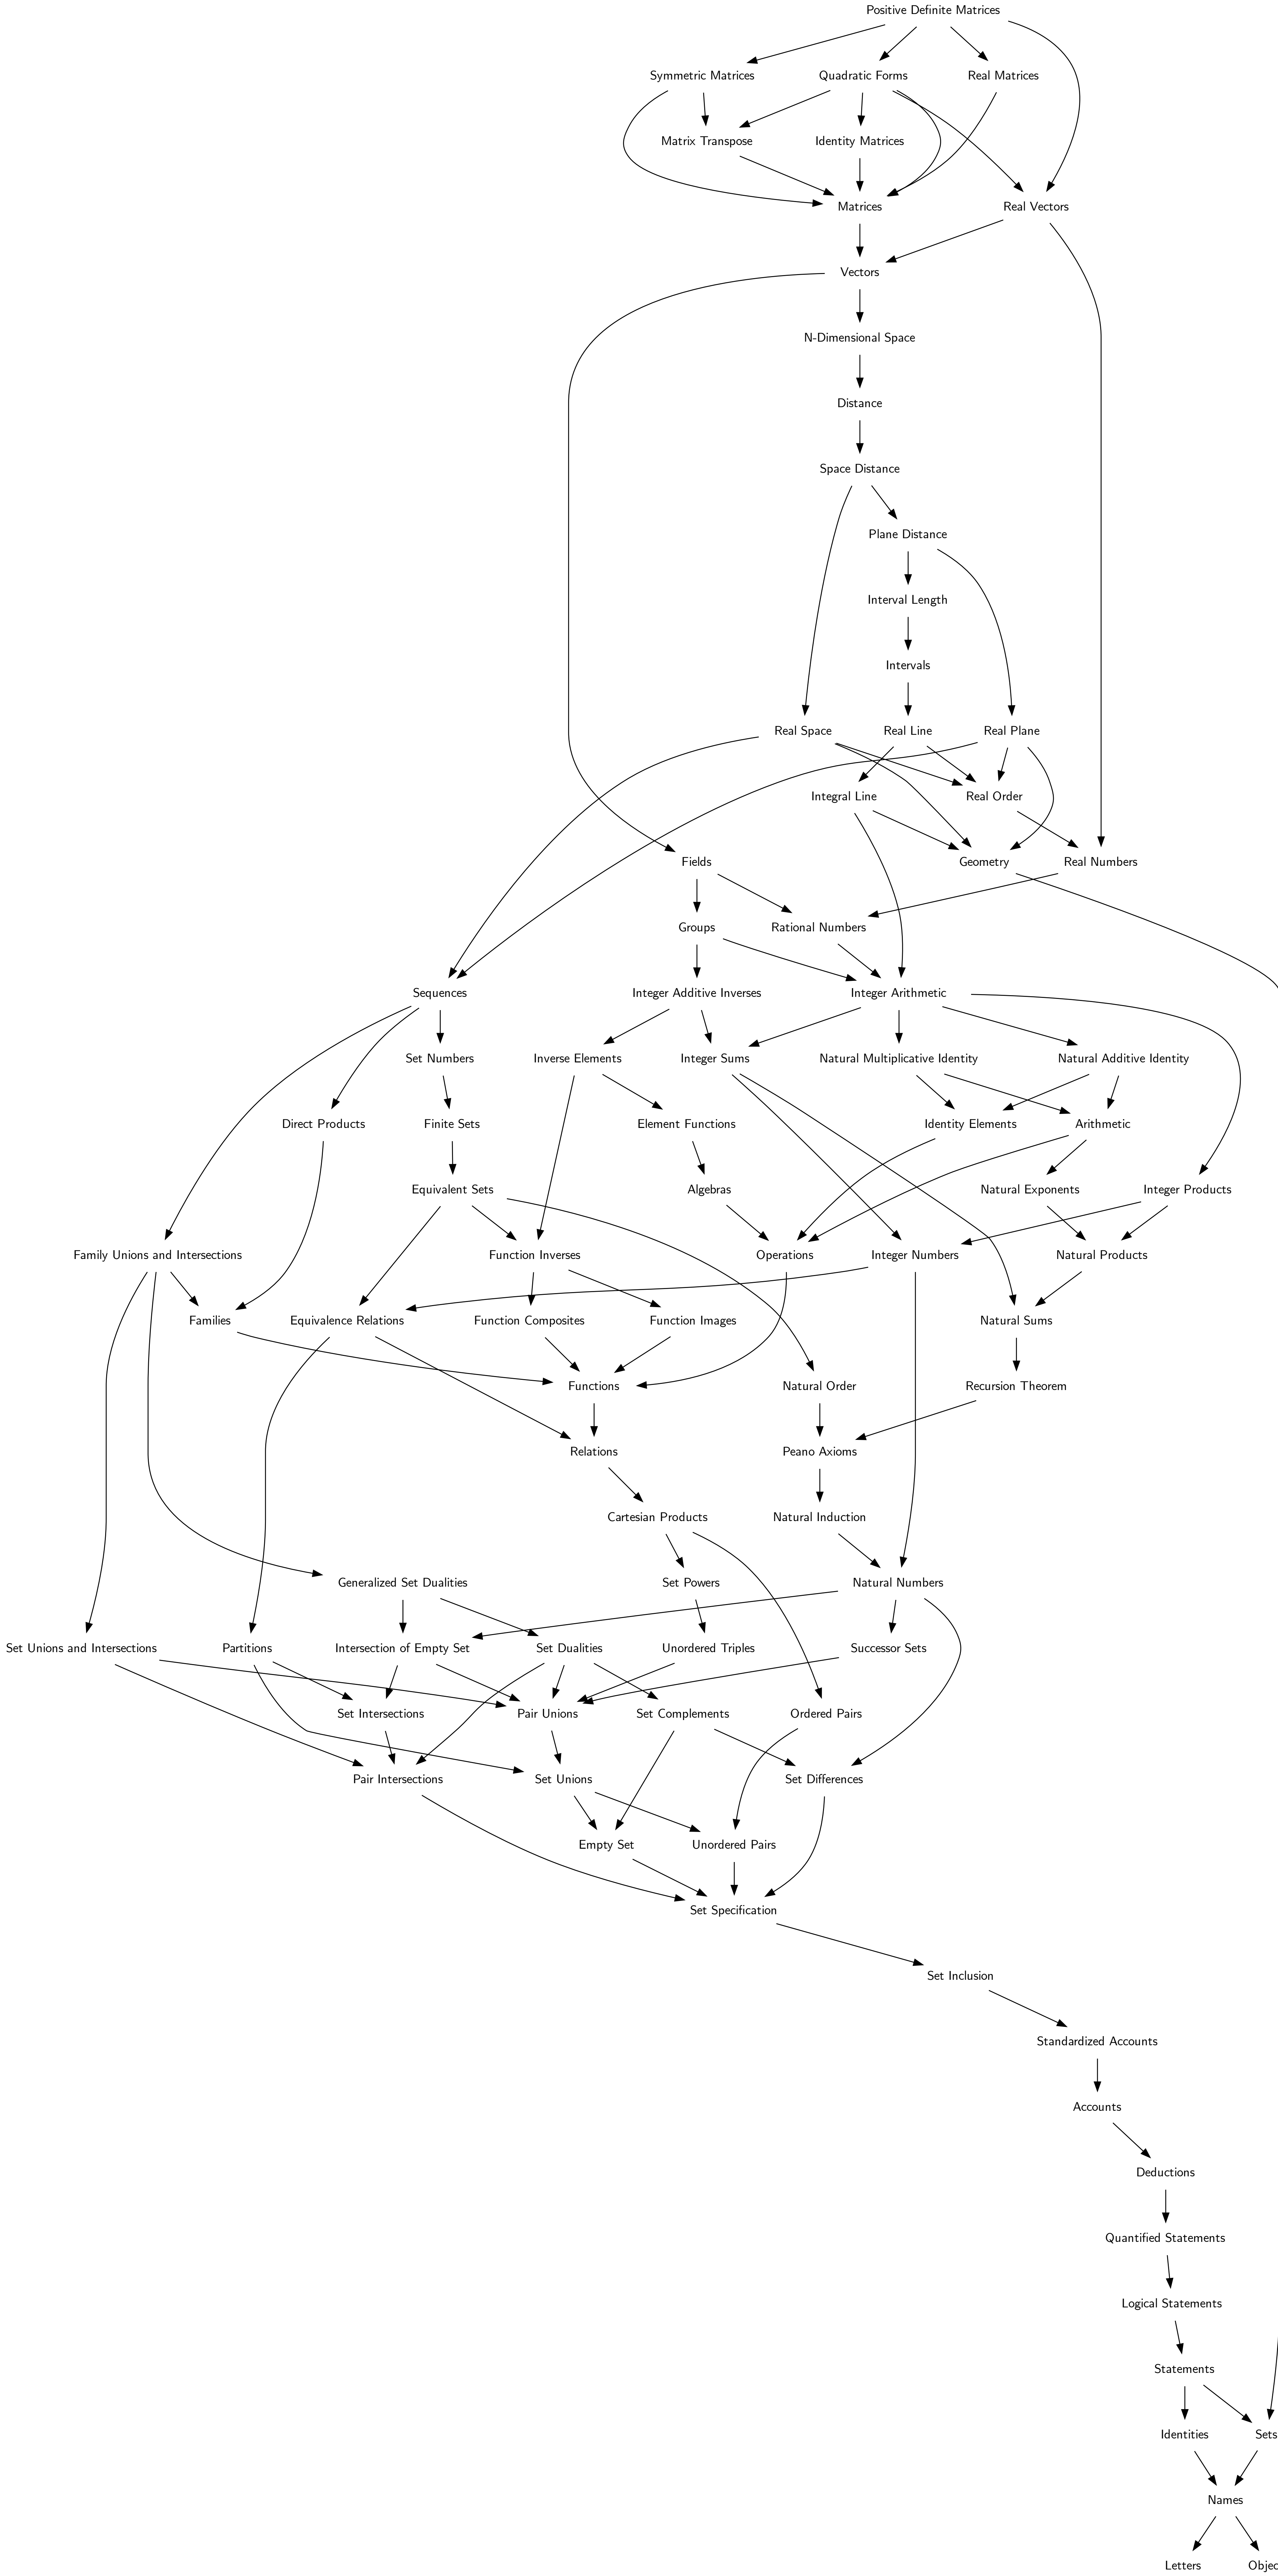 Positive Definite Matrices
Symmetric Matrices
Quadratic Forms
Real Matrices
Matrix Transpose
Identity Matrices
Matrices
Real Vectors
Vectors
N-Dimensional Space
Distance
Space Distance
Plane Distance
Interval Length
Intervals
Real Space
Real Line
Real Plane
Integral Line
Real Order
Fields
Geometry
Real Numbers
Groups
Rational Numbers
Sequences
Integer Additive Inverses
Integer Arithmetic
Set Numbers
Inverse Elements
Integer Sums
Natural Multiplicative Identity
Natural Additive Identity
Direct Products
Finite Sets
Element Functions
Identity Elements
Arithmetic
Equivalent Sets
Algebras
Natural Exponents
Integer Products
Family Unions and Intersections
Function Inverses
Operations
Integer Numbers
Natural Products
Families
Equivalence Relations
Function Composites
Function Images
Natural Sums
Functions
Natural Order
Recursion Theorem
Relations
Peano Axioms
Cartesian Products
Natural Induction
Generalized Set Dualities
Set Powers
Natural Numbers
Set Unions and Intersections
Partitions
Intersection of Empty Set
Set Dualities
Unordered Triples
Successor Sets
Set Intersections
Pair Unions
Set Complements
Ordered Pairs
Pair Intersections
Set Unions
Set Differences
Empty Set
Unordered Pairs
Set Specification
Set Inclusion
Standardized Accounts
Accounts
Deductions
Quantified Statements
Logical Statements
Statements
Identities
Sets
Names
Letters